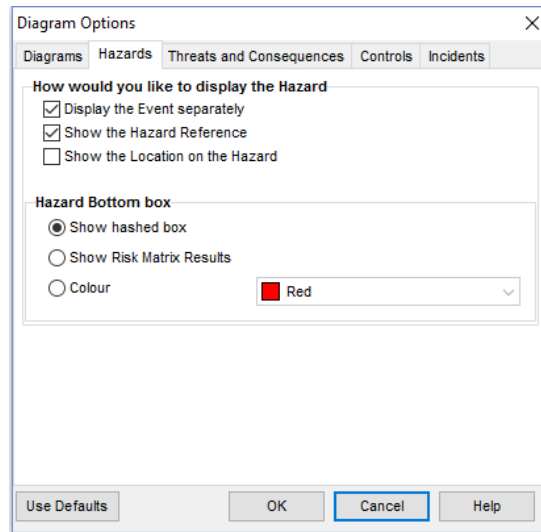 Diagram Options
Diagrams Hazards Threats and Consequences Controls Incidents
How would you like to display the Hazard
Display the Event separately
Show the Hazard Reference
Show the Location on the Hazard
Hazard Bottom box
Show hashed box
Show Risk Matrix Results
Colour Red
Use Defaults OK Cancel Help